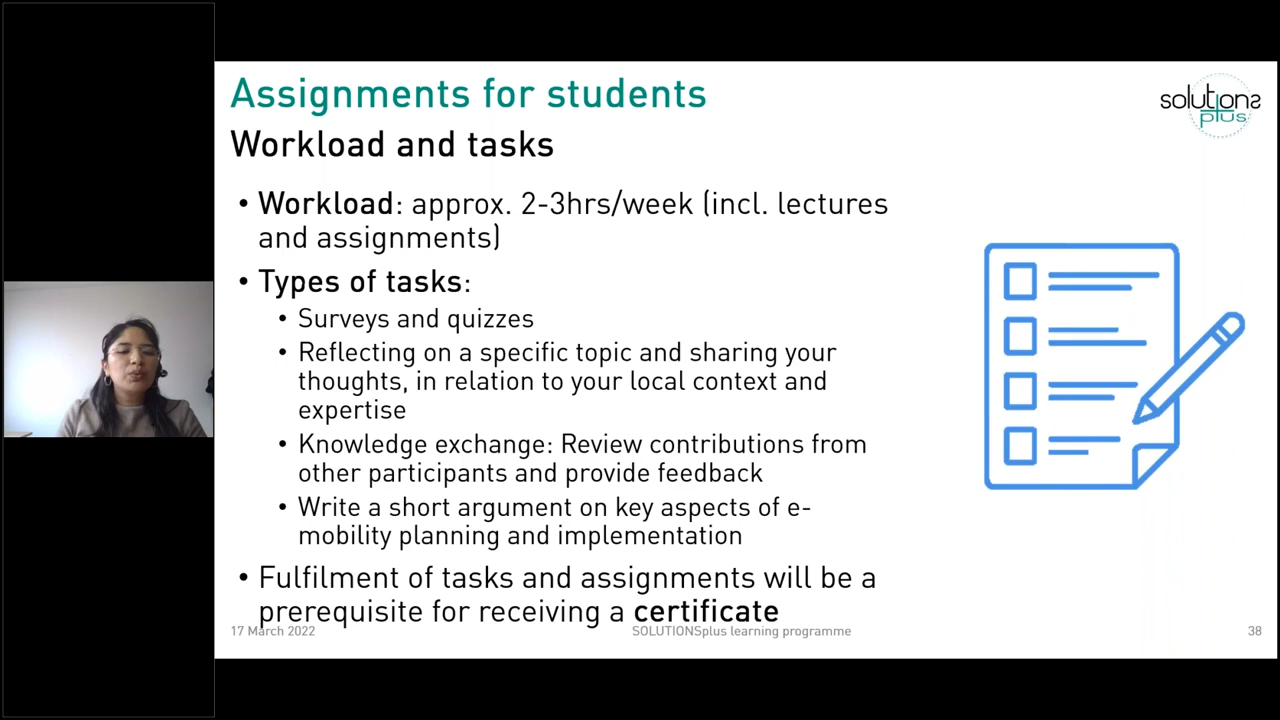 Assignments for students
solutions
plus
Workload and tasks
• Workload: approx. 2-3hrs/week (incl. lectures
and assignments)
• Types of tasks:
• Surveys and quizzes
• Reflecting on a specific topic and sharing your
thoughts, in relation to your local context and
expertise
• Knowledge exchange: Review contributions from
other participants and provide feedback
• Write a short argument on key aspects of e-
mobility planning and implementation
• Fulfilment of tasks and assignments will be a
prerequisite for receiving a certificate
17 March 2022
SOLUTIONSplus learning programme
38